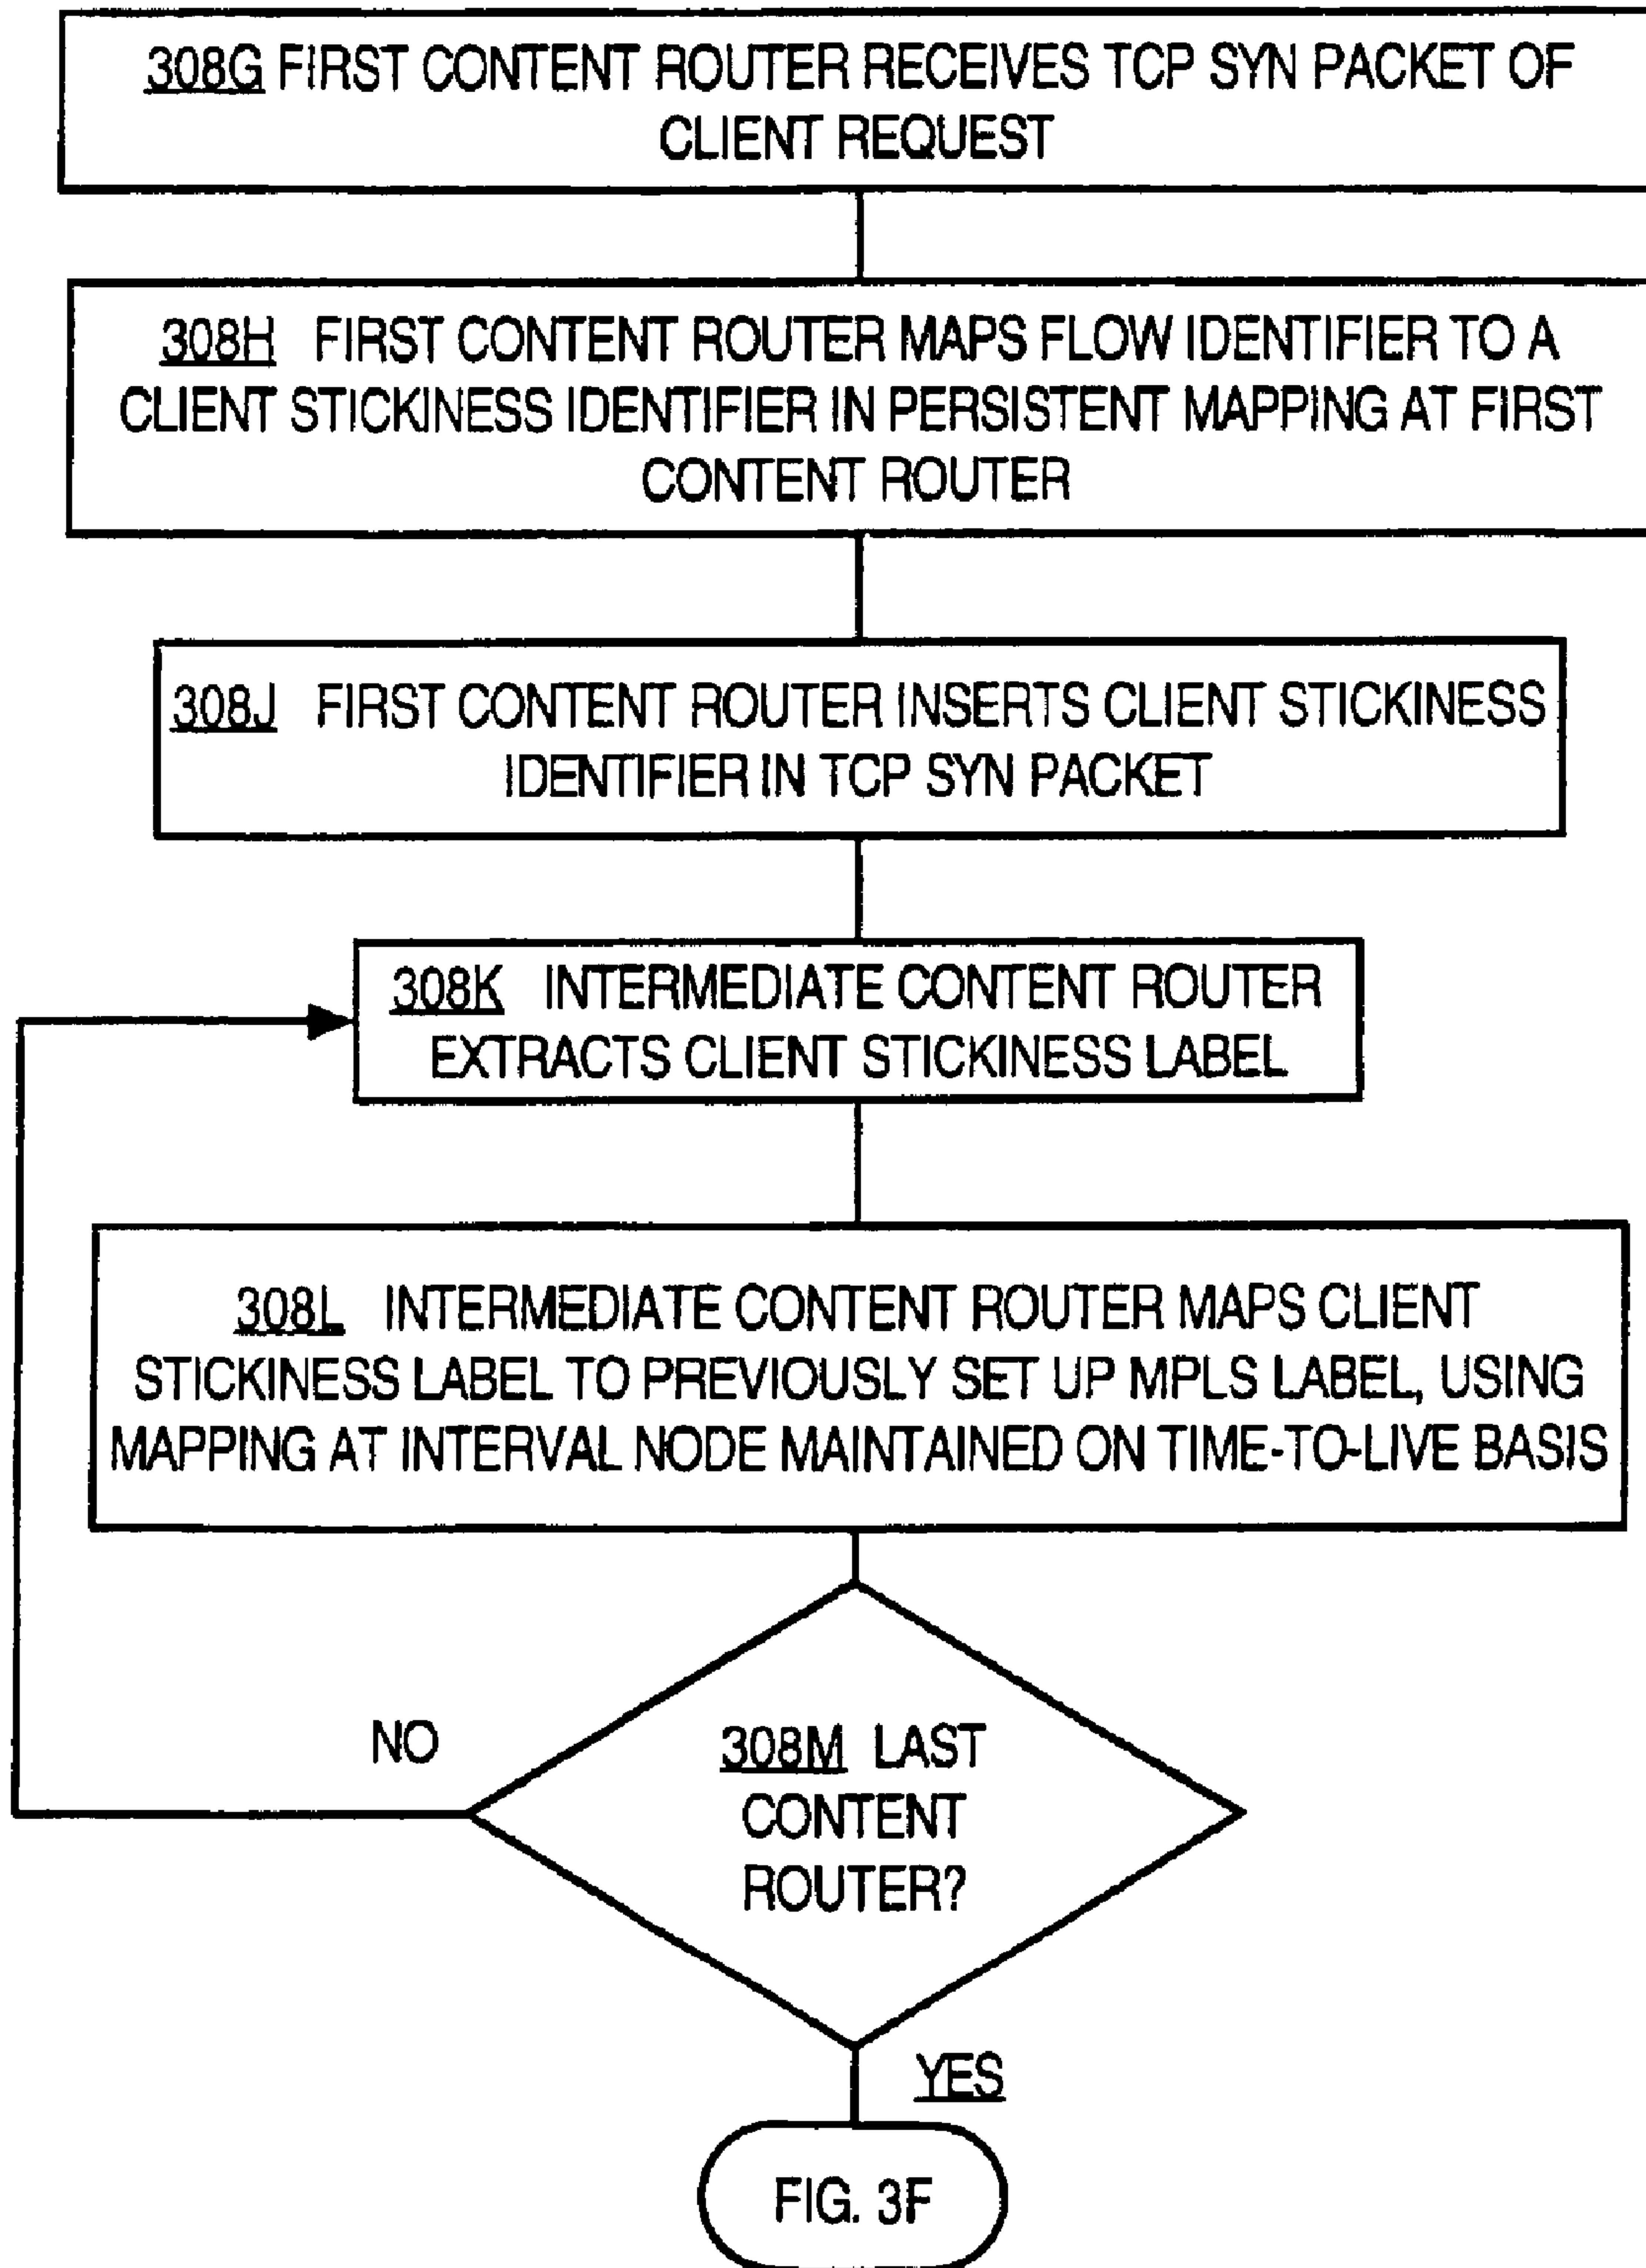 308G FIRST CONTENT ROUTER RECEIVES TCP SYN PACKET OF
CLIENT REQUEST
308H FIRST CONTENT ROUTER MAPS FLOW IDENTIFIER TO A
CLIENT STICKINESS IDENTIFIER IN PERSISTENT MAPPING AT FIRST
CONTENT ROUTER
308J FIRST CONTENT ROUTER INSERTS CLIENT STICKINESS
IDENTIFIER IN TCP SYN PACKET
308K INTERMEDIATE CONTENT ROUTER
EXTRACTS CLIENT STICKINESS LABEL
308L INTERMEDIATE CONTENT ROUTER MAPS CLIENT
STICKINESS LABEL TO PREVIOUSLY SET UP MPLS LABEL, USING
MAPPING AT INTERVAL NODE MAINTAINED ON TIME-TO-LIVE BASIS
NO
308M LAST
CONTENT
ROUTER?
YES
FIG. 3F